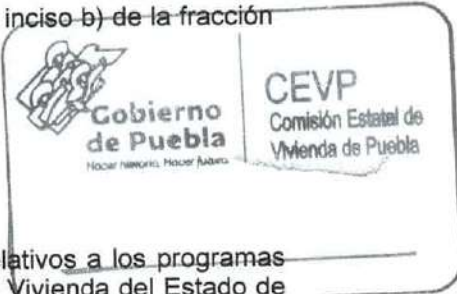 inciso b) de la fracción
Gobierno
de Puebla
Hacer historia. Hacer futuro.
CEVP
Comisión Estatal de
Vivienda de Puebla
lativos a los programas
Vivienda del Estado de